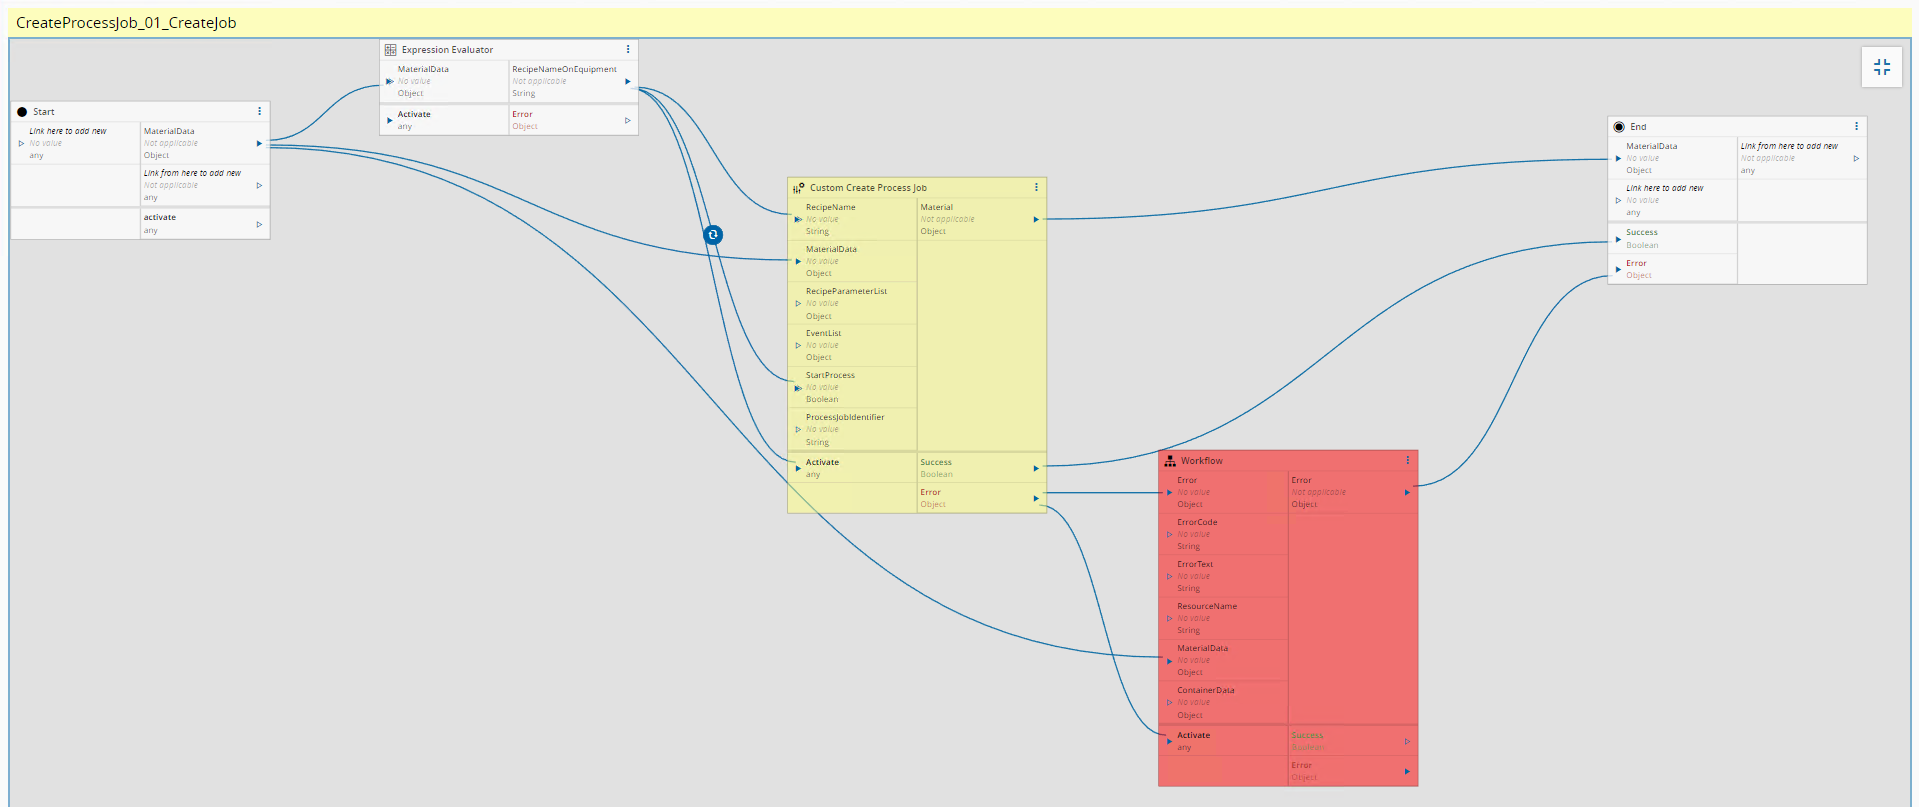 CreateProcessJob_01_CreateJob
Expression Evaluator
MaterialData
No value
Object
RecipeNameOnEquipment
Not applicable
String
Activate
any
Error
Object
Start
Link here to add new
No value
any
MaterialData
Not applicable
Object
Link from here to add new
Not applicable
any
activate
any
Custom Create Process Job
RecipeName
No value
String
MaterialData
No value
Object
RecipeParameterList
No value
Object
EventList
No value
Object
StartProcess
No value
Boolean
ProcessJobIdentifier
No value
String
Activate
any
Material
Not applicable
Object
Success
Boolean
Error
Object
Workflow
Error
No value
Object
ErrorCode
No value
String
ErrorText
No value
String
ResourceName
No value
String
MaterialData
No value
Object
ContainerData
No value
Object
Activate
any
Error
Not applicable
Object
Success
Boolean
Error
Object
End
MaterialData
No value
Object
Link here to add new
No value
any
Success
Boolean
Error
Object
Link from here to add new
Not applicable
any